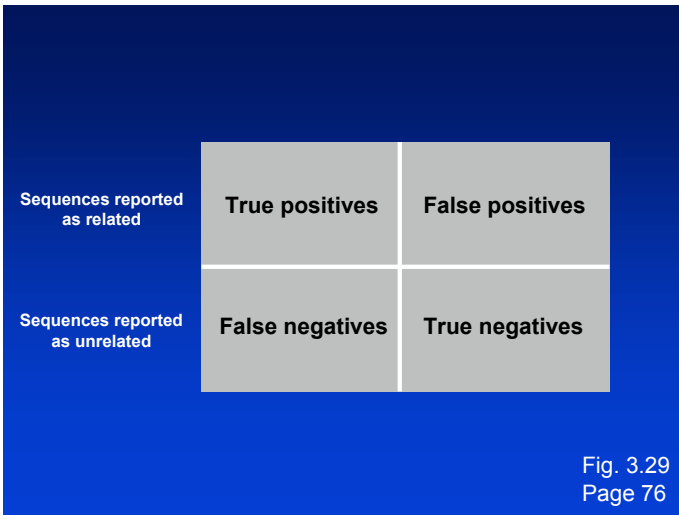 Sequences reported
as related
True positives
False positives
Sequences reported
as unrelated
False negatives
True negatives
Fig. 3.29
Page 76